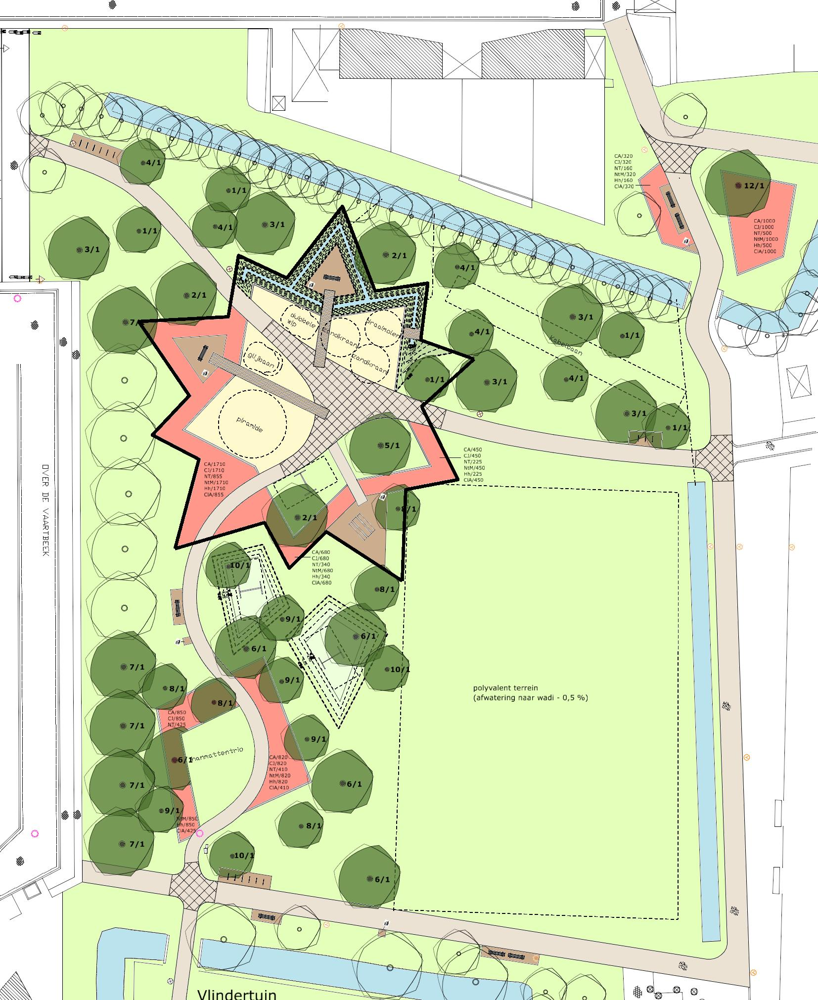 4/1
1/1
4/1
3/1
1/1
3/1
2/1
2/1
4/1
3/1
1/1
4/1
CA/320
CJ/320
NT/160
NtM/320
Hh/160
ClA/320
12/1
CA/1000
CJ/1000
NT/500
NtM/1000
Hh/500
ClA/1000
dubbele
wip
zandkraan
draaimolen
zandkraan
glijbaan
piramide
kabelbaan
1/1
3/1
4/1
3/1
1/1
5/1
CA/450
CJ/450
NT/225
NtM/450
Hh/225
ClA/450
CA/1710
CJ/1710
NT/855
NtM/1710
Hh/1710
ClA/855
OVER DE VAARTBEEK
2/1
8/1
CA/680
CJ/680
NT/340
NtM/680
Hh/340
ClA/680
10/1
8/1
9/1
6/1
6/1
10/1
7/1
8/1
9/1
8/1
polyvalent terrein
(afwatering naar wadi - 0,5 %)
CA/850
CJ/850
NT/425
7/1
9/1
6/1
hanmattentrio
CA/820
CJ/820
NT/410
NtM/820
Hh/820
ClA/410
7/1
6/1
9/1
NtM/850
Hh/850
ClA/425
8/1
7/1
10/1
6/1
Vlindertuin